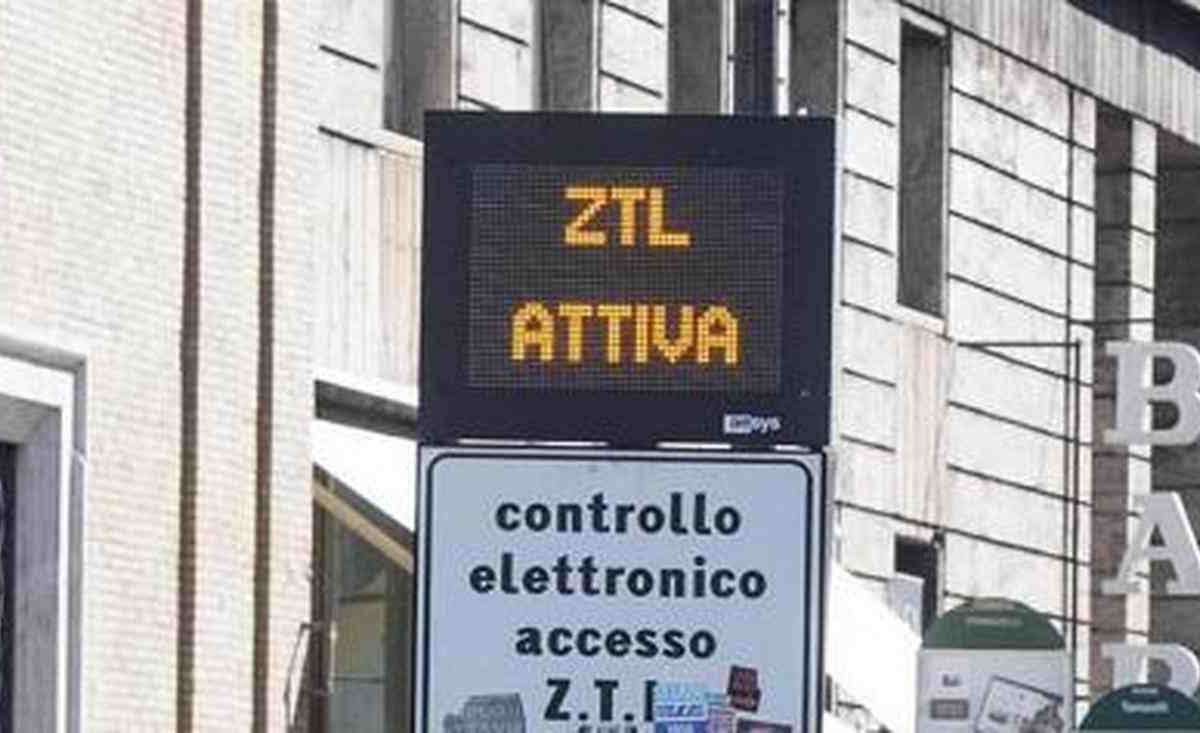 ZTL
ATTIVA
controllo
elettronico
accesso
Z.T.
B
A